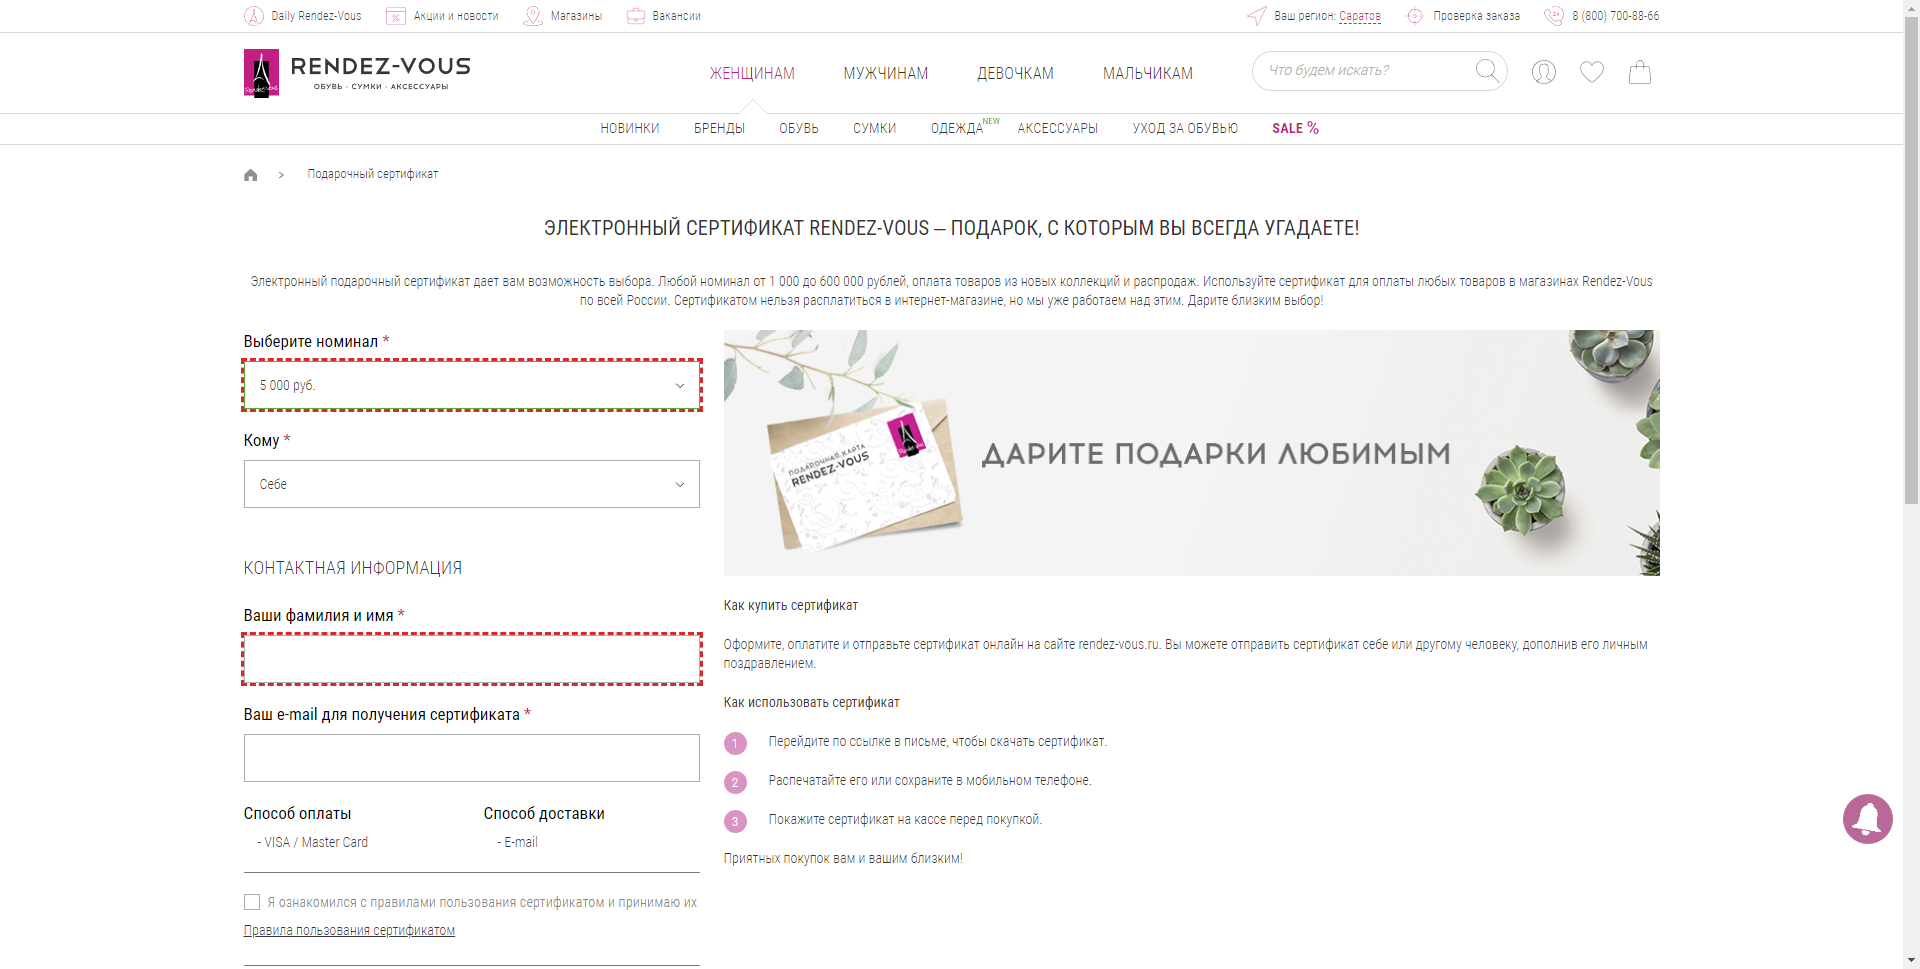 Daily Rendez-Vous
Акции и новости
Магазины
Вакансии
Ваш регион: Саратов
Проверка заказа
8 (800) 700-88-66
RENDEZ-VOUS
ОБУВЬ · СУМКИ · АКСЕССУАРЫ
ЖЕНЩИНАМ
МУЖЧИНАМ
ДЕВОЧКАМ
МАЛЬЧИКАМ
Что будем искать?
НОВИНКИ
БРЕНДЫ
ОБУВЬ
СУМКИ
ОДЕЖДА NEW
АКСЕССУАРЫ
УХОД ЗА ОБУВЬЮ
SALE %
> Подарочный сертификат
ЭЛЕКТРОННЫЙ СЕРТИФИКАТ RENDEZ-VOUS – ПОДАРОК, С КОТОРЫМ ВЫ ВСЕГДА УГАДАЕТЕ!
Электронный подарочный сертификат дает вам возможность выбора. Любой номинал от 1 000 до 600 000 рублей, оплата товаров из новых коллекций и распродаж. Используйте сертификат для оплаты любых товаров в магазинах Rendez-Vous
по всей России. Сертификатом нельзя расплатиться в интернет-магазине, но мы уже работаем над этим. Дарите близким выбор!
Выберите номинал *
5 000 руб.
Кому *
Себе
КОНТАКТНАЯ ИНФОРМАЦИЯ
Ваши фамилия и имя *
Ваш e-mail для получения сертификата *
Способ оплаты
- VISA / Master Card
Способ доставки
- E-mail
Я ознакомился с правилами пользования сертификатом и принимаю их
Правила пользования сертификатом
ПОДАРОЧНАЯ КАРТА
RENDEZ-VOUS
ДАРИТЕ ПОДАРКИ ЛЮБИМЫМ
Как купить сертификат
Оформите, оплатите и отправьте сертификат онлайн на сайте rendez-vous.ru. Вы можете отправить сертификат себе или другому человеку, дополнив его личным
поздравлением.
Как использовать сертификат
1 Перейдите по ссылке в письме, чтобы скачать сертификат.
2 Распечатайте его или сохраните в мобильном телефоне.
3 Покажите сертификат на кассе перед покупкой.
Приятных покупок вам и вашим близким!